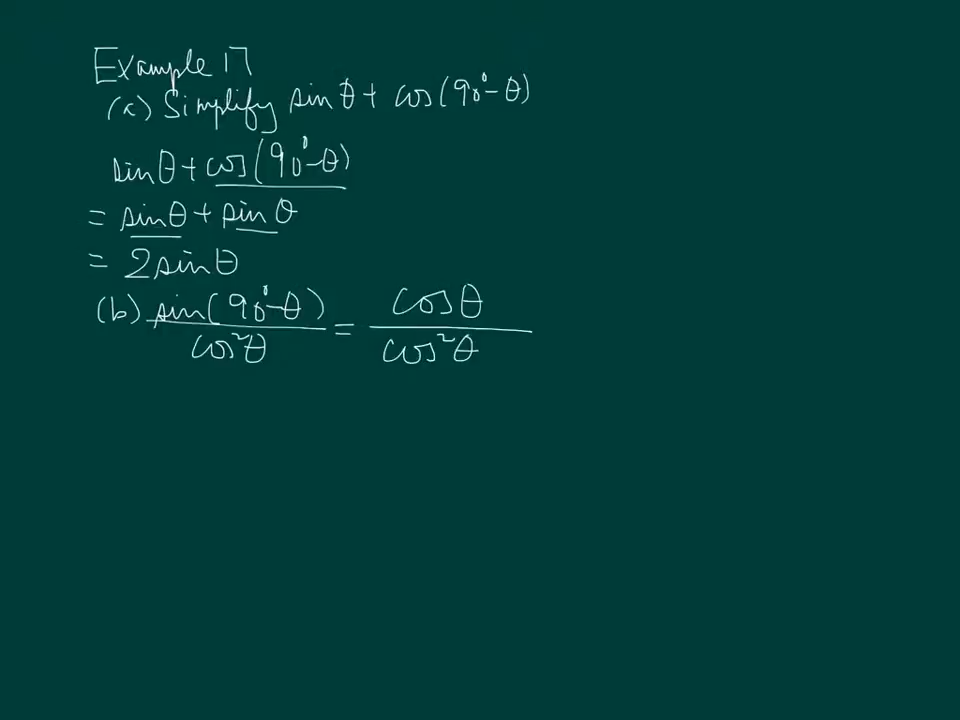 Example 17
(a) Simplify sin θ + cos(90° - θ)
sin θ + cos(90° - θ)
= sin θ + sin θ
= 2 sin θ
(b) sin(90° - θ) / cos²θ = cos θ / cos²θ